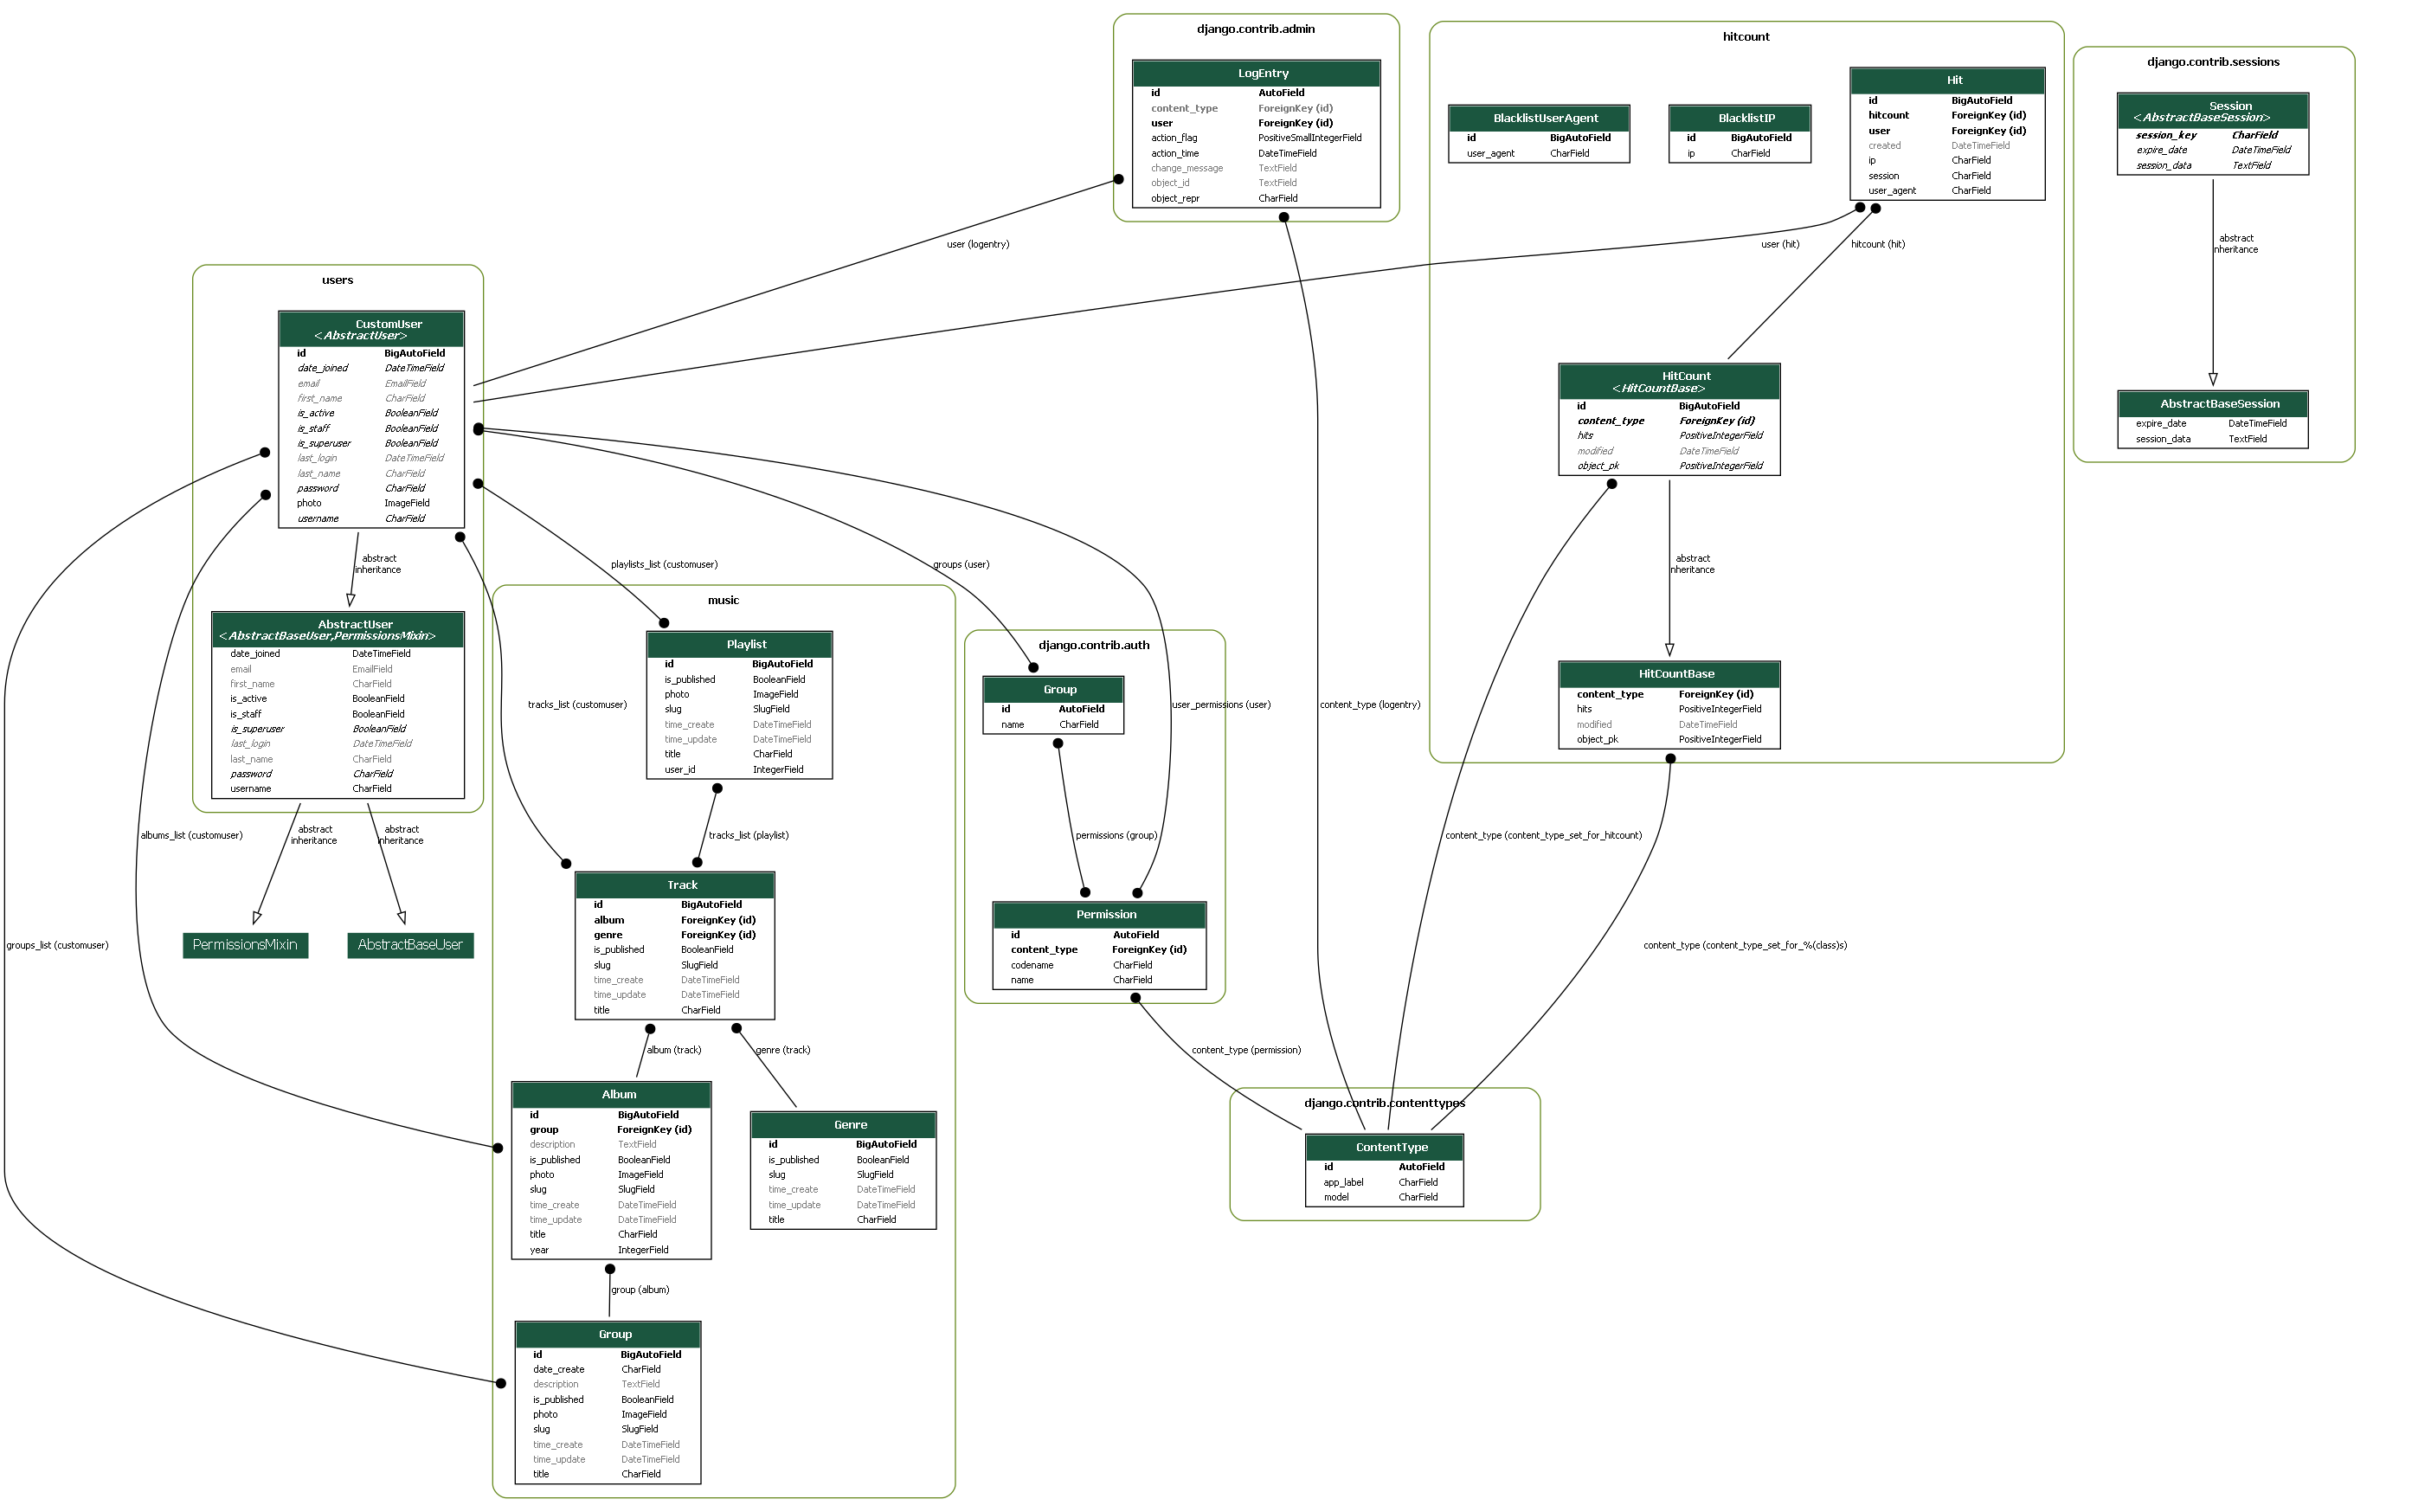 django.contrib.admin
LogEntry
id AutoField
content_type ForeignKey (id)
user ForeignKey (id)
action_flag PositiveSmallIntegerField
action_time DateTimeField
change_message TextField
object_id TextField
object_repr CharField
hitcount
BlacklistUserAgent
id BigAutoField
user_agent CharField
BlacklistIP
id BigAutoField
ip CharField
Hit
id BigAutoField
hitcount ForeignKey (id)
user ForeignKey (id)
created DateTimeField
ip CharField
session CharField
user_agent CharField
django.contrib.sessions
Session
<AbstractBaseSession>
session_key CharField
expire_date DateTimeField
session_data TextField
user (logentry)
user (hit)
hitcount (hit)
abstract
inheritance
users
CustomUser
<AbstractUser>
id BigAutoField
date_joined DateTimeField
email EmailField
first_name CharField
is_active BooleanField
is_staff BooleanField
is_superuser BooleanField
last_login DateTimeField
last_name CharField
password CharField
photo ImageField
username CharField
HitCount
<HitCountBase>
id BigAutoField
content_type ForeignKey (id)
hits PositiveIntegerField
modified DateTimeField
object_pk PositiveIntegerField
AbstractBaseSession
expire_date DateTimeField
session_data TextField
abstract
inheritance
playlists_list (customuser)
groups (user)
abstract
inheritance
AbstractUser
<AbstractBaseUser,PermissionsMixin>
date_joined DateTimeField
email EmailField
first_name CharField
is_active BooleanField
is_staff BooleanField
is_superuser BooleanField
last_login DateTimeField
last_name CharField
password CharField
username CharField
music
Playlist
id BigAutoField
is_published BooleanField
photo ImageField
slug SlugField
time_create DateTimeField
time_update DateTimeField
title CharField
user_id IntegerField
django.contrib.auth
Group
id AutoField
name CharField
HitCountBase
content_type ForeignKey (id)
hits PositiveIntegerField
modified DateTimeField
object_pk PositiveIntegerField
tracks_list (customuser)
user_permissions (user)
content_type (logentry)
albums_list (customuser)
abstract
inheritance
abstract
inheritance
tracks_list (playlist)
permissions (group)
content_type (content_type_set_for_hitcount)
Track
id BigAutoField
album ForeignKey (id)
genre ForeignKey (id)
is_published BooleanField
slug SlugField
time_create DateTimeField
time_update DateTimeField
title CharField
Permission
id AutoField
content_type ForeignKey (id)
codename CharField
name CharField
groups_list (customuser)
PermissionsMixin
AbstractBaseUser
content_type (content_type_set_for_%(class)s)
album (track)
genre (track)
content_type (permission)
Album
id BigAutoField
group ForeignKey (id)
description TextField
is_published BooleanField
photo ImageField
slug SlugField
time_create DateTimeField
time_update DateTimeField
title CharField
year IntegerField
Genre
id BigAutoField
is_published BooleanField
slug SlugField
time_create DateTimeField
time_update DateTimeField
title CharField
django.contrib.contenttypes
ContentType
id AutoField
app_label CharField
model CharField
group (album)
Group
id BigAutoField
date_create CharField
description TextField
is_published BooleanField
photo ImageField
slug SlugField
time_create DateTimeField
time_update DateTimeField
title CharField